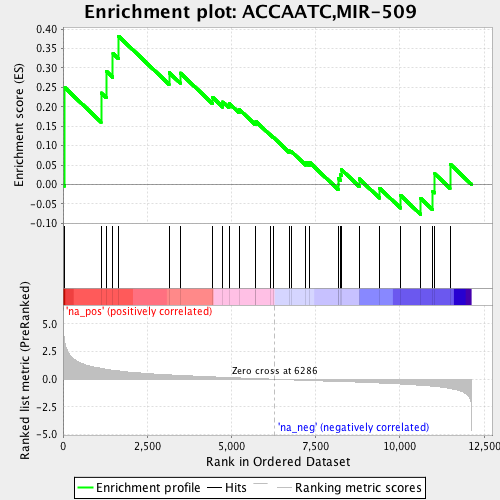 Enrichment plot: ACCAATC,MIR-509
Enrichment score (ES)
0.40
0.35
0.30
0.25
0.20
0.15
0.10
0.05
0.00
-0.05
-0.10
'na_pos' (positively correlated)
Ranked list metric (PreRanked)
5.0
2.5
0.0
-2.5
-5.0
Zero cross at 6286
'na_neg' (negatively correlated)
0 2,500 5,000 7,500 10,000 12,500
Rank in Ordered Dataset
Enrichment profile Hits Ranking metric scores